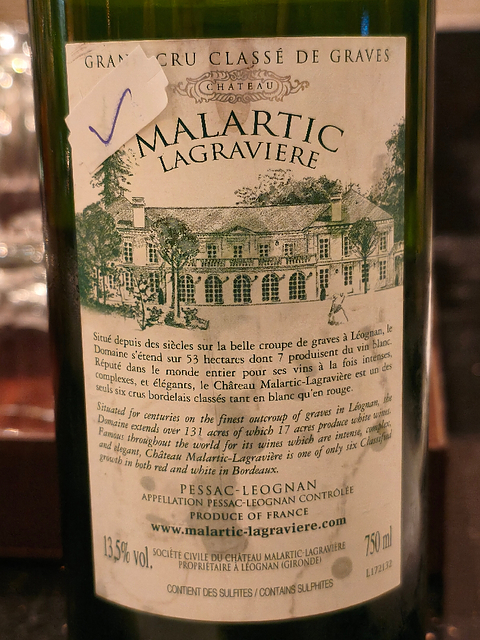 GRAN CRU CLASSÉ DE GRAVES
CHATEAU
MALARTIC
LAGRAVIERE
Situé depuis des siècles sur la belle croupe de graves à Léognan, le
Domaine s'étend sur 53 hectares dont 7 produisent du vin blanc.
Réputé dans le monde entier pour ses vins à la fois intenses,
complexes, et élégants, le Château Malartic-Lagravière est un des
seuls six crus bordelais classés tant en blanc qu'en rouge.
Situated for centuries on the finest outcrop of graves in Léognan, the
Domaine extends over 131 acres of which 17 acres produce white wines.
Famous throughout the world for its wines which are intense, complex,
and elegant, Château Malartic-Lagravière is one of only six Classified
growth in both red and white in Bordeaux.
PESSAC-LEOGNAN
APPELLATION PESSAC-LEOGNAN CONTRÔLÉE
PRODUCE OF FRANCE
www.malartic-lagraviere.com
13,5% vol.
SOCIÉTÉ CIVILE DU CHÂTEAU MALARTIC-LAGRAVIÈRE
PROPRIÉTAIRE À LÉOGNAN (GIRONDE)
750 ml
L172132
CONTIENT DES SULFITES / CONTAINS SULPHITES